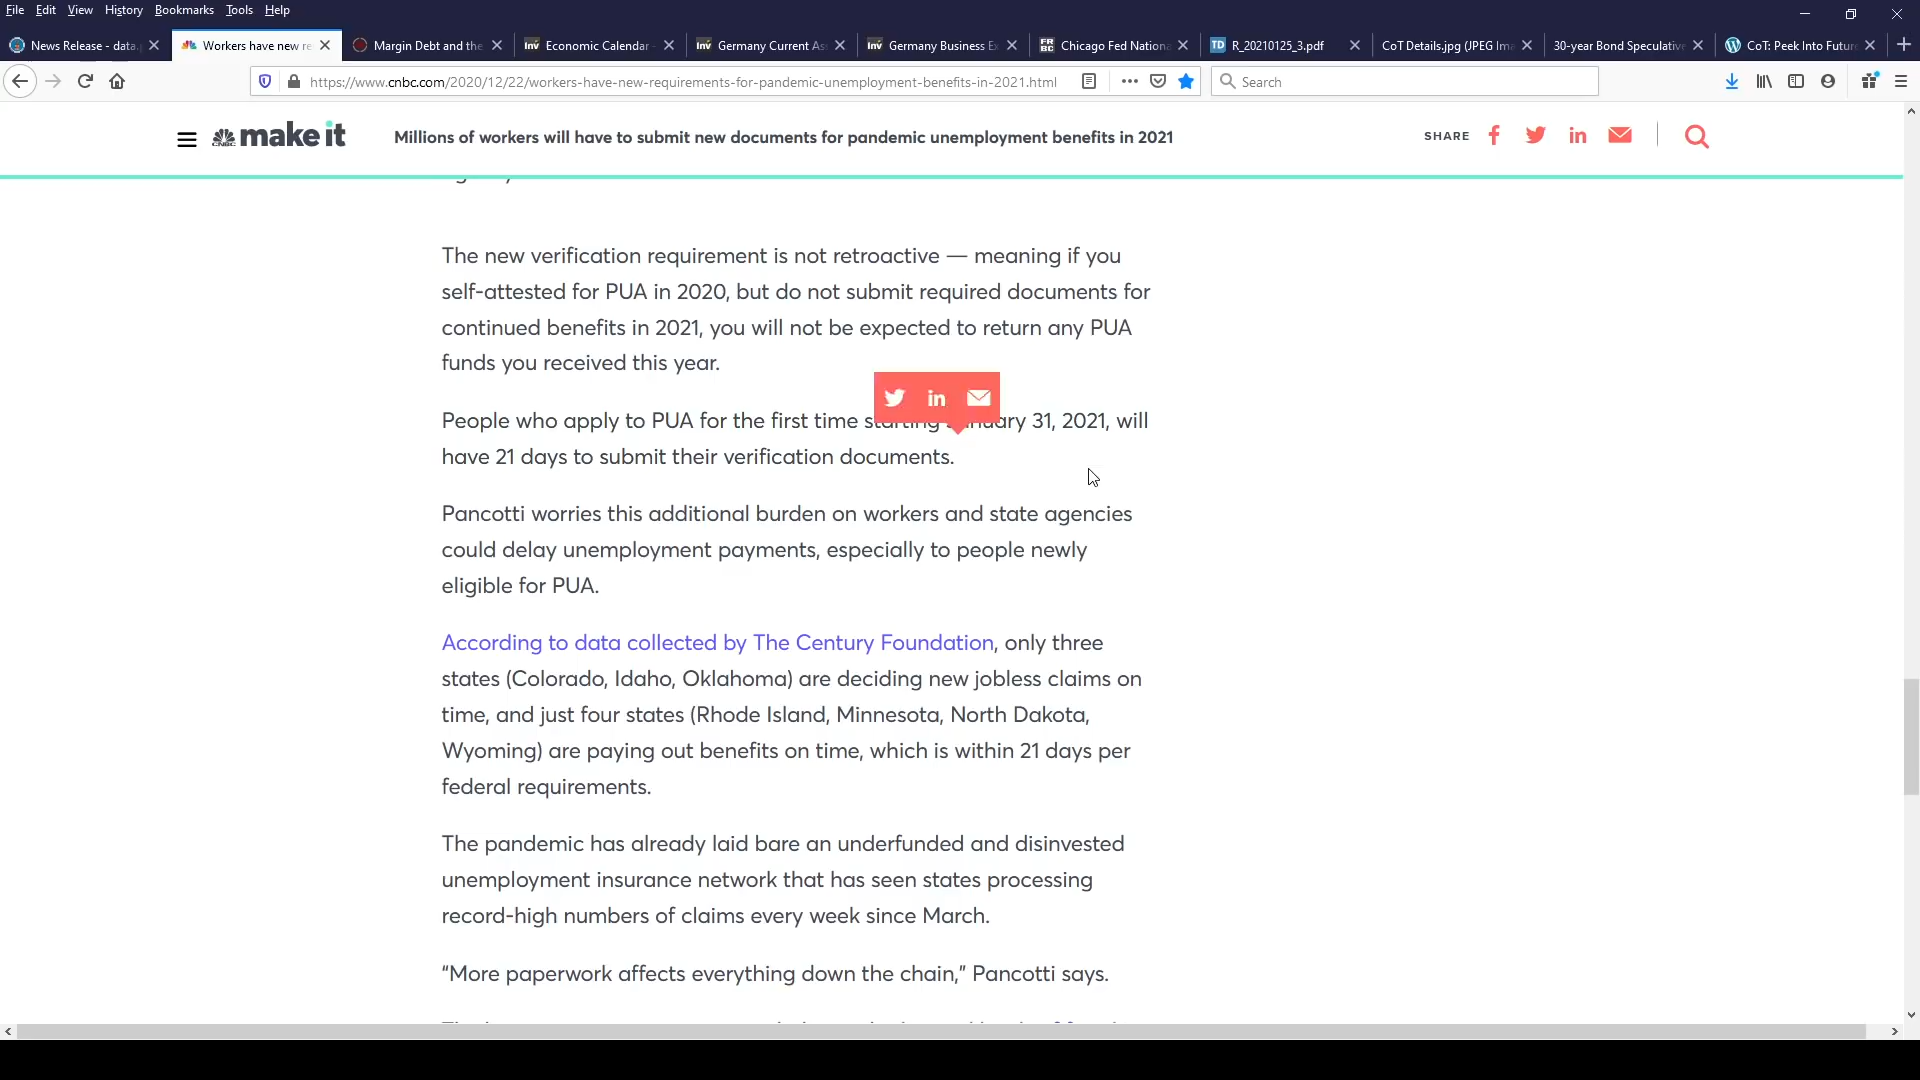 File Edit View History Bookmarks Tools Help
News Release - data. Workers have new re Margin Debt and the Economic Calendar - Germany Current As Germany Business Ex Chicago Fed Nationa R_20210125_3.pdf CoT Details.jpg (JPEG Ima 30-year Bond Speculative CoT: Peek Into Future
https://www.cnbc.com/2020/12/22/workers-have-new-requirements-for-pandemic-unemployment-benefits-in-2021.html Search
CNBC make it Millions of workers will have to submit new documents for pandemic unemployment benefits in 2021 SHARE
The new verification requirement is not retroactive — meaning if you
self-attested for PUA in 2020, but do not submit required documents for
continued benefits in 2021, you will not be expected to return any PUA
funds you received this year.
People who apply to PUA for the first time starting January 31, 2021, will
have 21 days to submit their verification documents.
Pancotti worries this additional burden on workers and state agencies
could delay unemployment payments, especially to people newly
eligible for PUA.
According to data collected by The Century Foundation, only three
states (Colorado, Idaho, Oklahoma) are deciding new jobless claims on
time, and just four states (Rhode Island, Minnesota, North Dakota,
Wyoming) are paying out benefits on time, which is within 21 days per
federal requirements.
The pandemic has already laid bare an underfunded and disinvested
unemployment insurance network that has seen states processing
record-high numbers of claims every week since March.
“More paperwork affects everything down the chain,” Pancotti says.